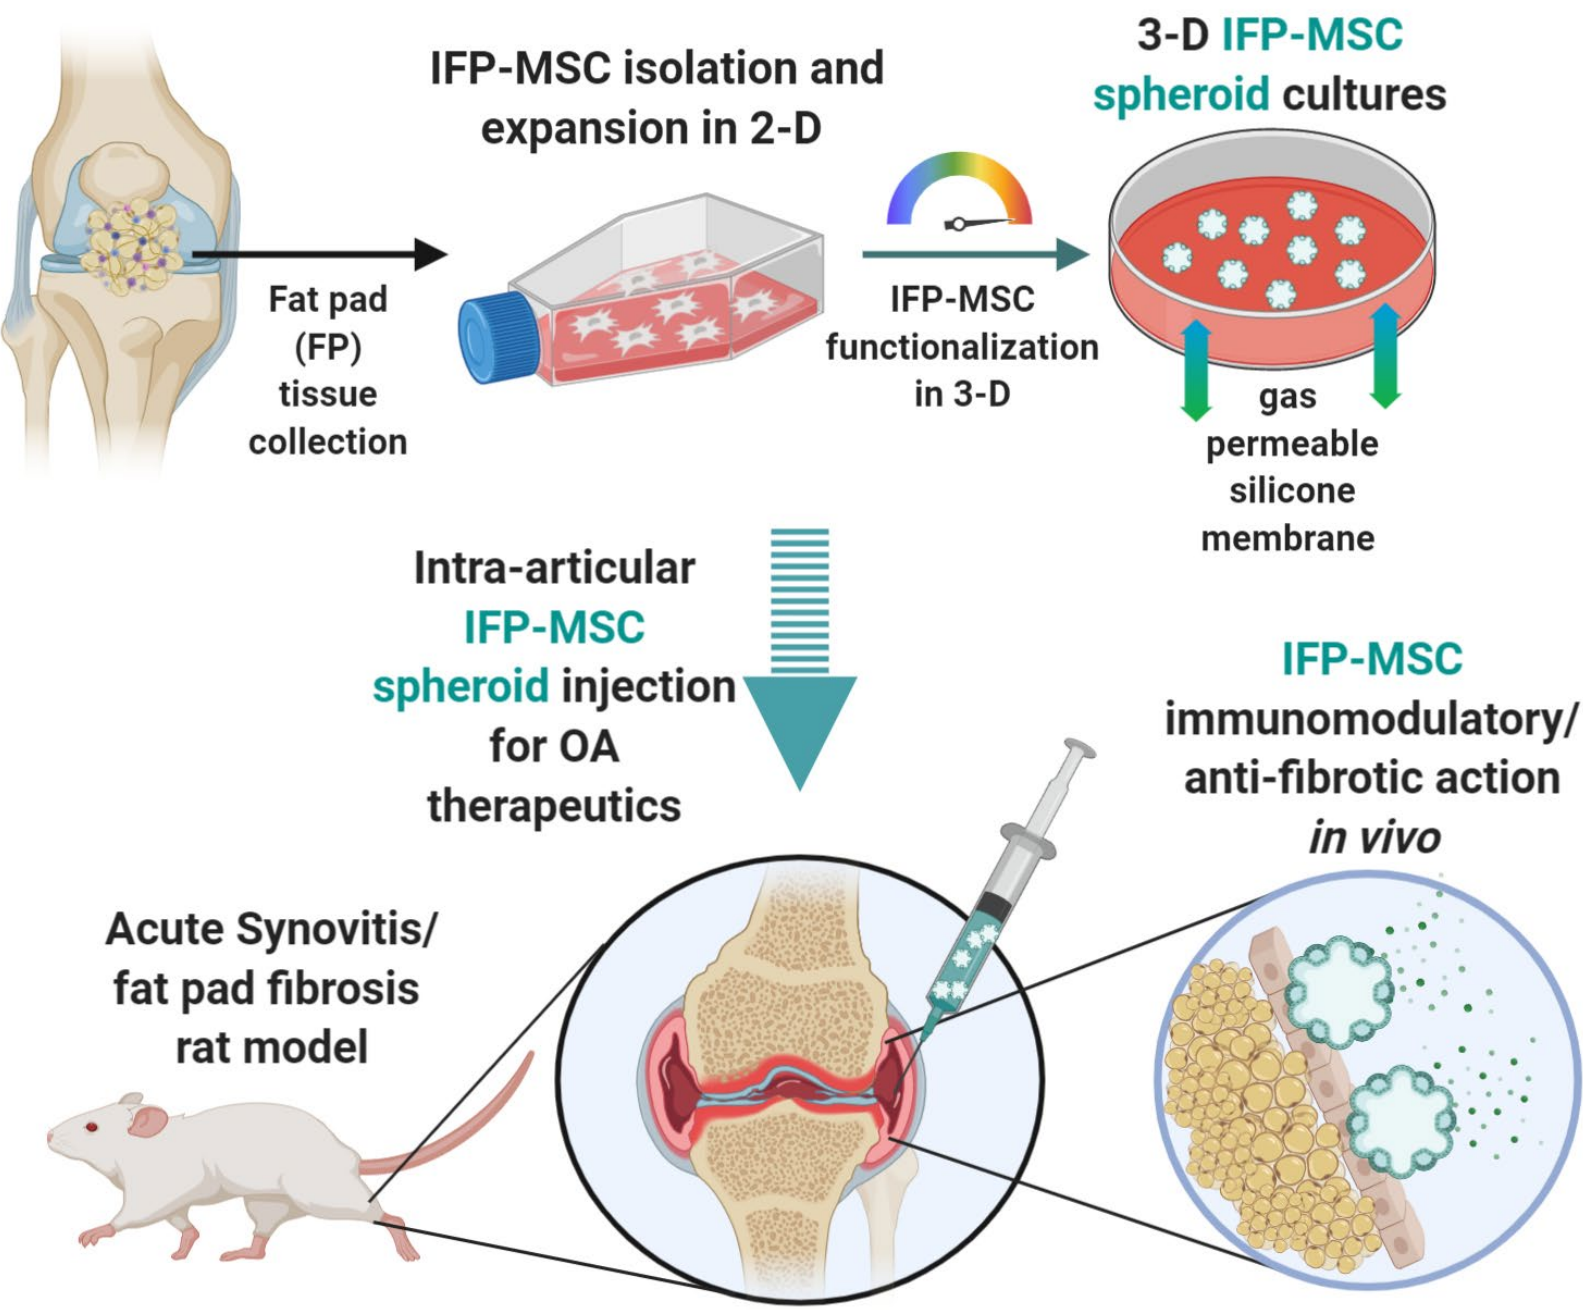 IFP-MSC isolation and
expansion in 2-D
3-D IFP-MSC
spheroid cultures
Fat pad
(FP)
tissue
collection
IFP-MSC
functionalization
in 3-D
gas
permeable
silicone
membrane
Intra-articular
IFP-MSC
spheroid injection
for OA
therapeutics
IFP-MSC
immunomodulatory/
anti-fibrotic action
in vivo
Acute Synovitis/
fat pad fibrosis
rat model